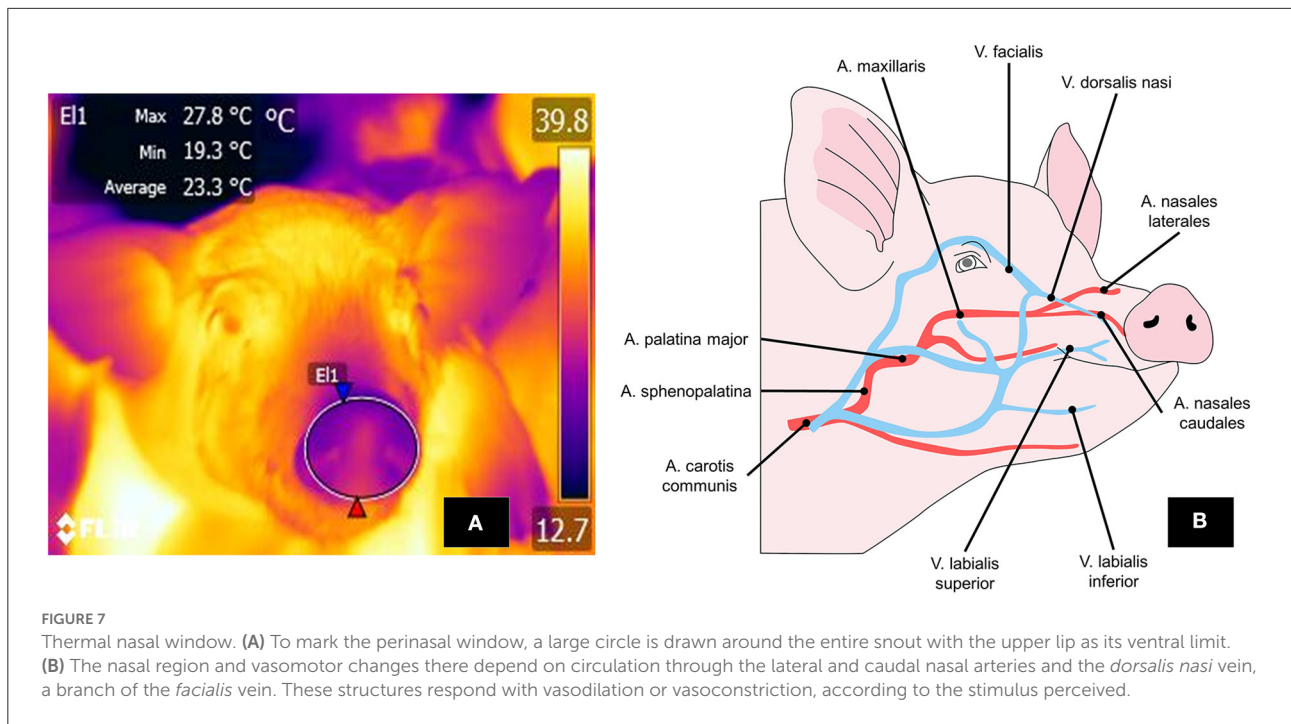 El1 Max 27.8 °C °C
Min 19.3 °C
Average 23.3 °C
39.8
El1
FLIR
12.7
A
A. maxillaris
V. facialis
V. dorsalis nasi
A. nasales
laterales
A. palatina major
A. sphenopalatina
A. carotis
communis
A. nasales
caudales
V. labialis
superior
V. labialis
inferior
B
FIGURE 7
Thermal nasal window. (A) To mark the perinasal window, a large circle is drawn around the entire snout with the upper lip as its ventral limit.
(B) The nasal region and vasomotor changes there depend on circulation through the lateral and caudal nasal arteries and the dorsalis nasi vein,
a branch of the facialis vein. These structures respond with vasodilation or vasoconstriction, according to the stimulus perceived.